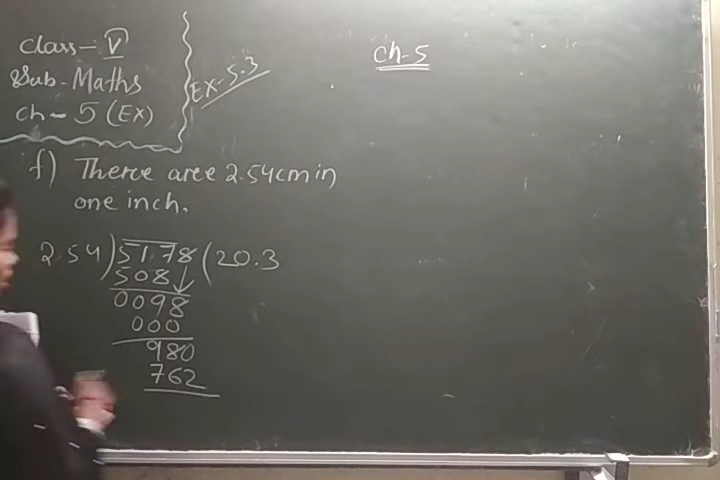 Class - V
Sub - Maths
Ch - 5 (Ex)
Ex - 5.3
Ch - 5
f) There are 2.54cm in
one inch.
2.54)51.78(20.3
508
0098
000
980
762